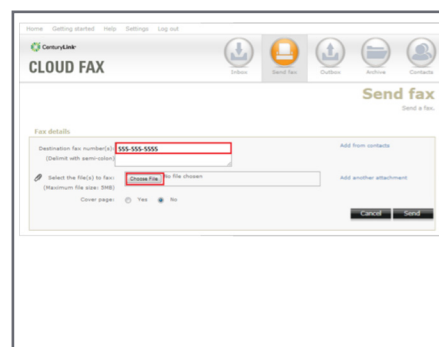 Home Getting started Help Settings Log out
CenturyLink
CLOUD FAX
Inbox Send fax Outbox Archive Contacts
Send fax
Send a fax.
Fax details
Destination fax number(s): 555-555-5555 Add from contacts
(Delimit with semi-colon)
Select the file(s) to fax: Choose File No file chosen Add another attachment
(Maximum file size: 5MB)
Cover page: Yes No
Cancel Send